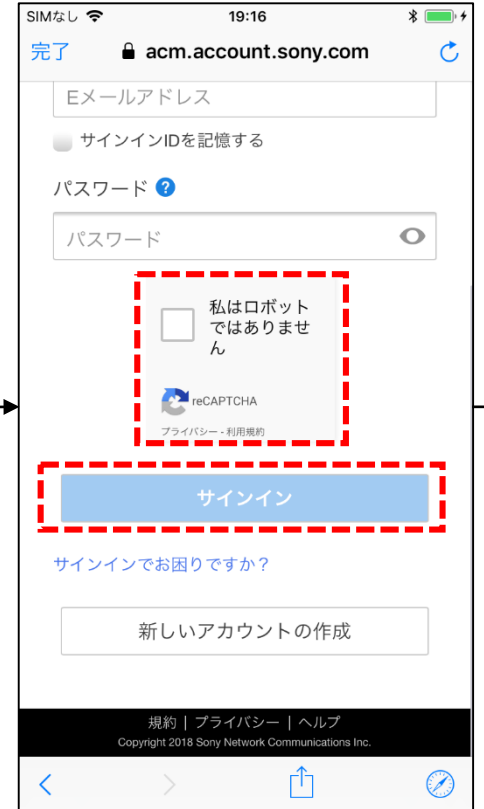 SIMなし 19:16
完了 acm.account.sony.com
Eメールアドレス
サインインIDを記憶する
パスワード ?
パスワード
私はロボット
ではありませ
ん
reCAPTCHA
プライバシー - 利用規約
サインイン
サインインでお困りですか？
新しいアカウントの作成
規約 | プライバシー | ヘルプ
Copyright 2018 Sony Network Communications Inc.